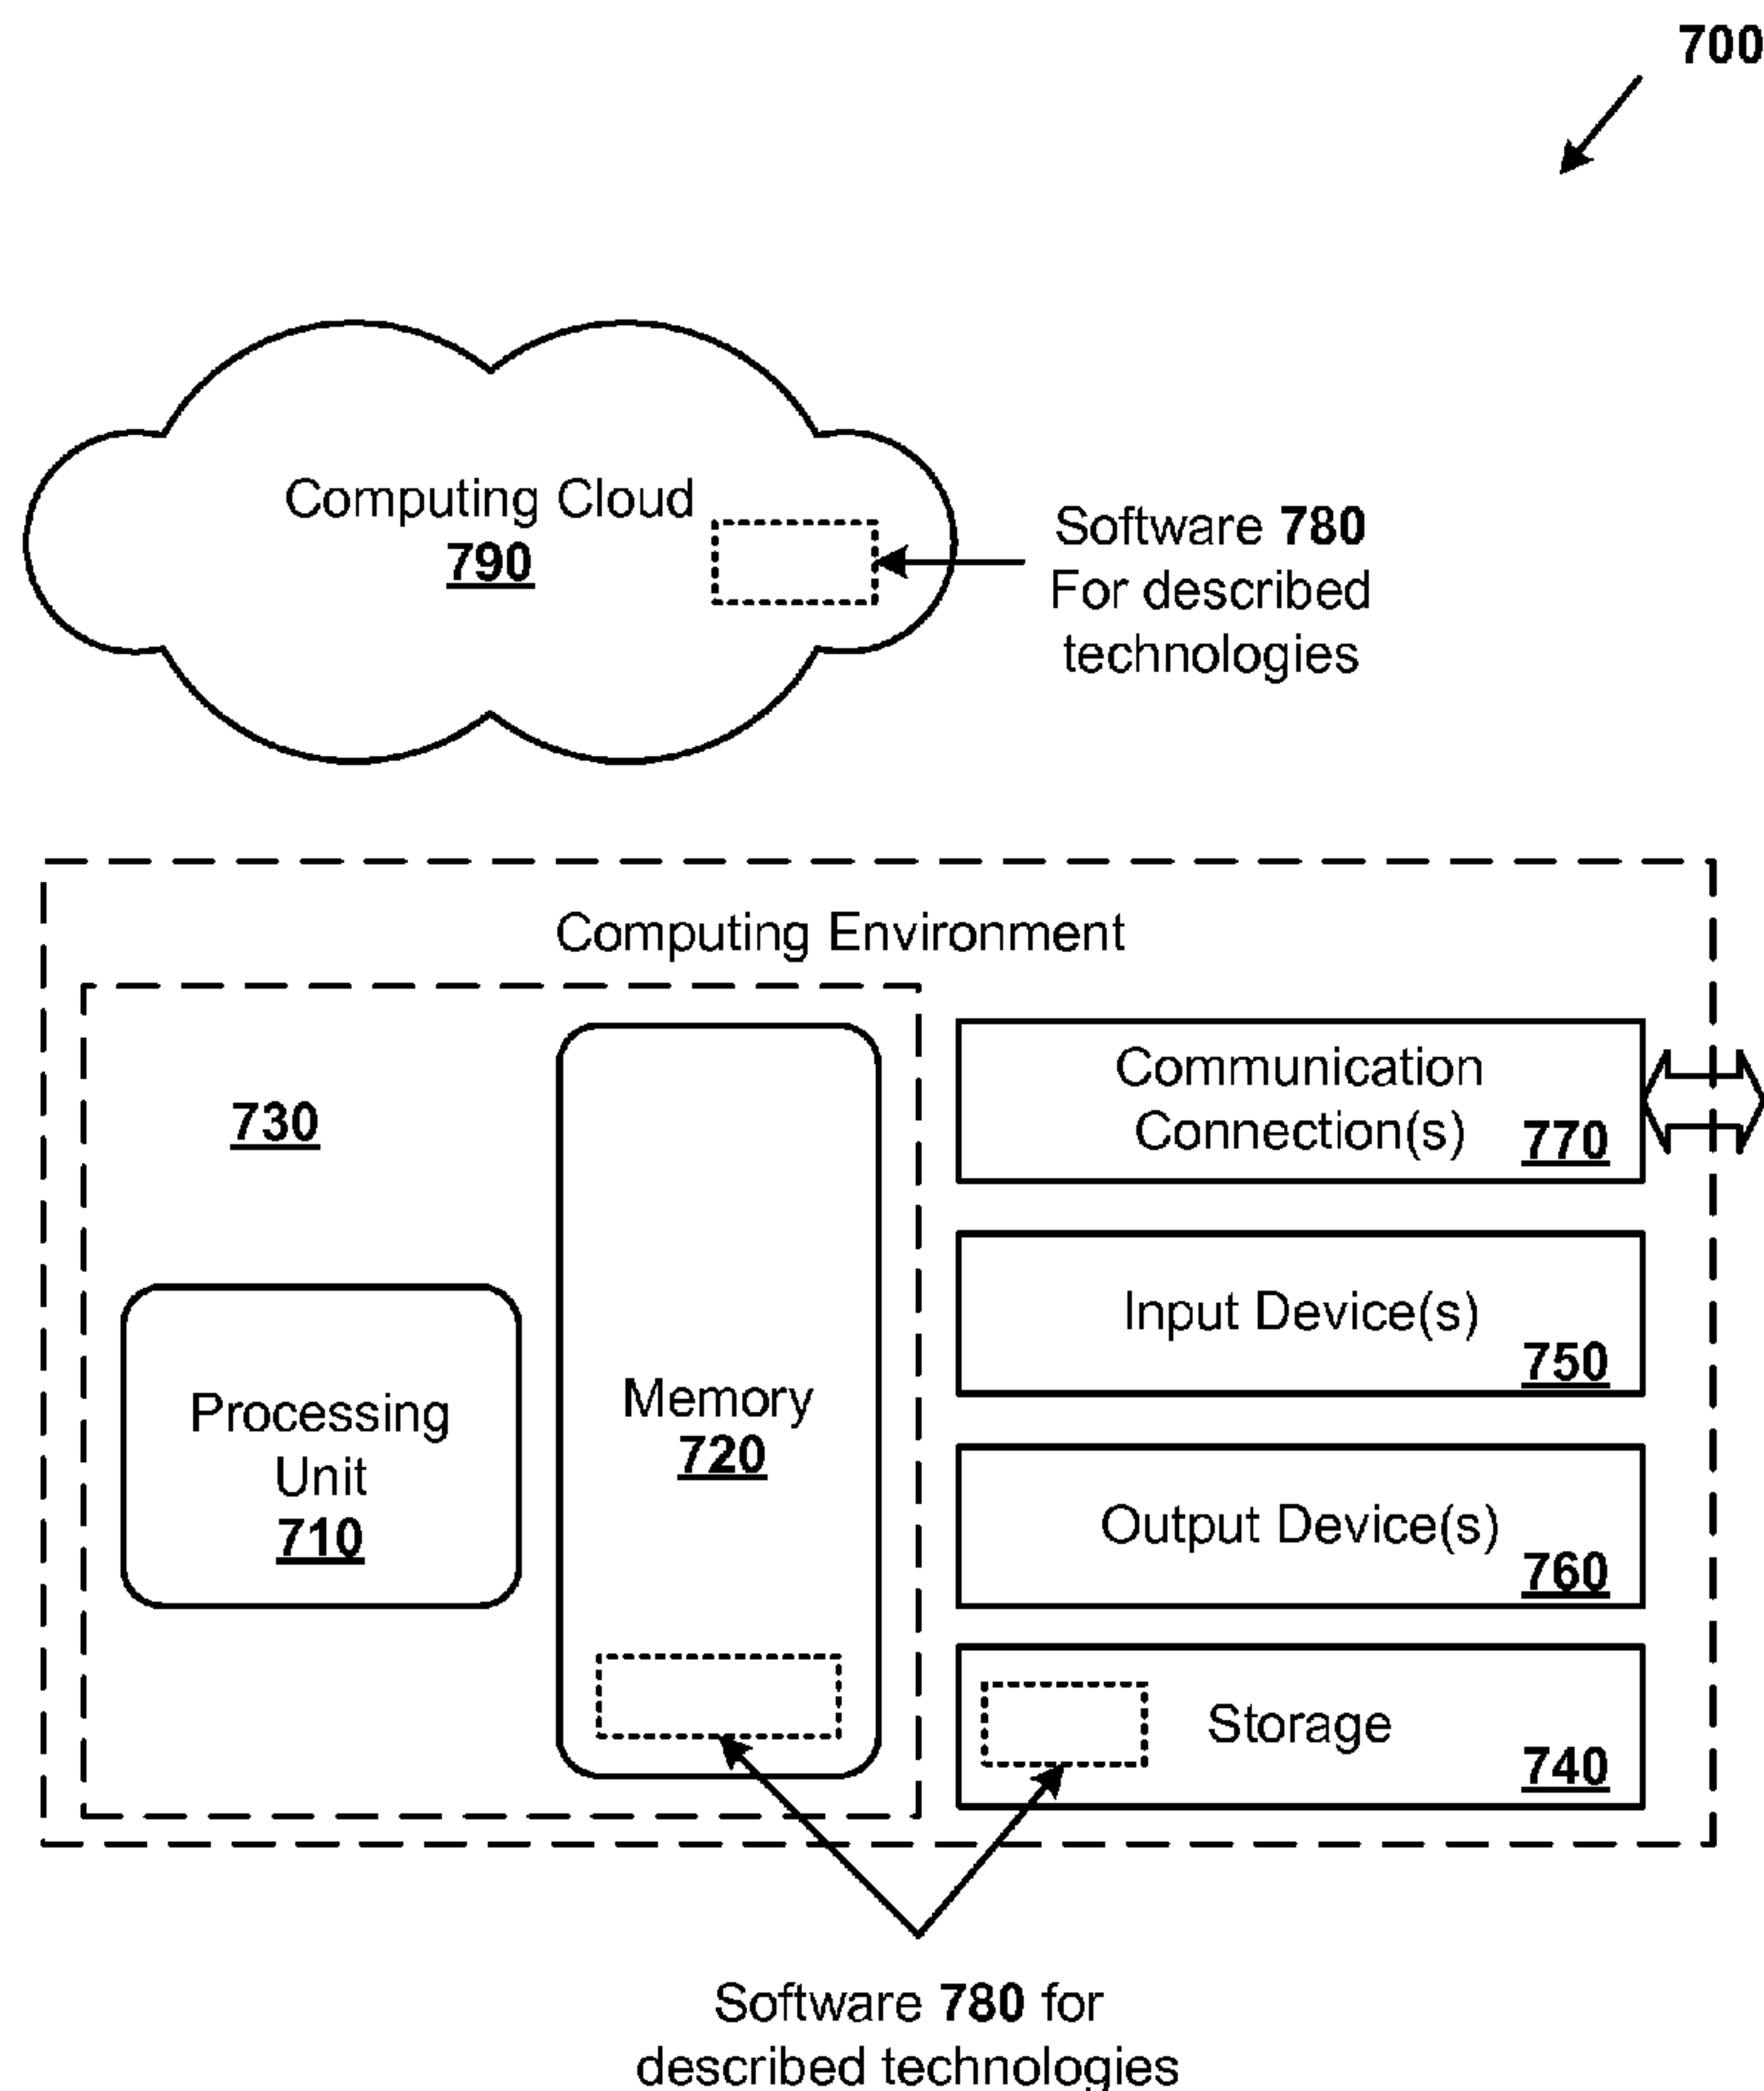 700
Computing Cloud
790
Software 780
For described
technologies
Computing Environment
730
Processing
Unit
710
Memory
720
Communication
Connection(s)
770
Input Device(s)
750
Output Device(s)
760
Storage
740
Software 780 for
described technologies